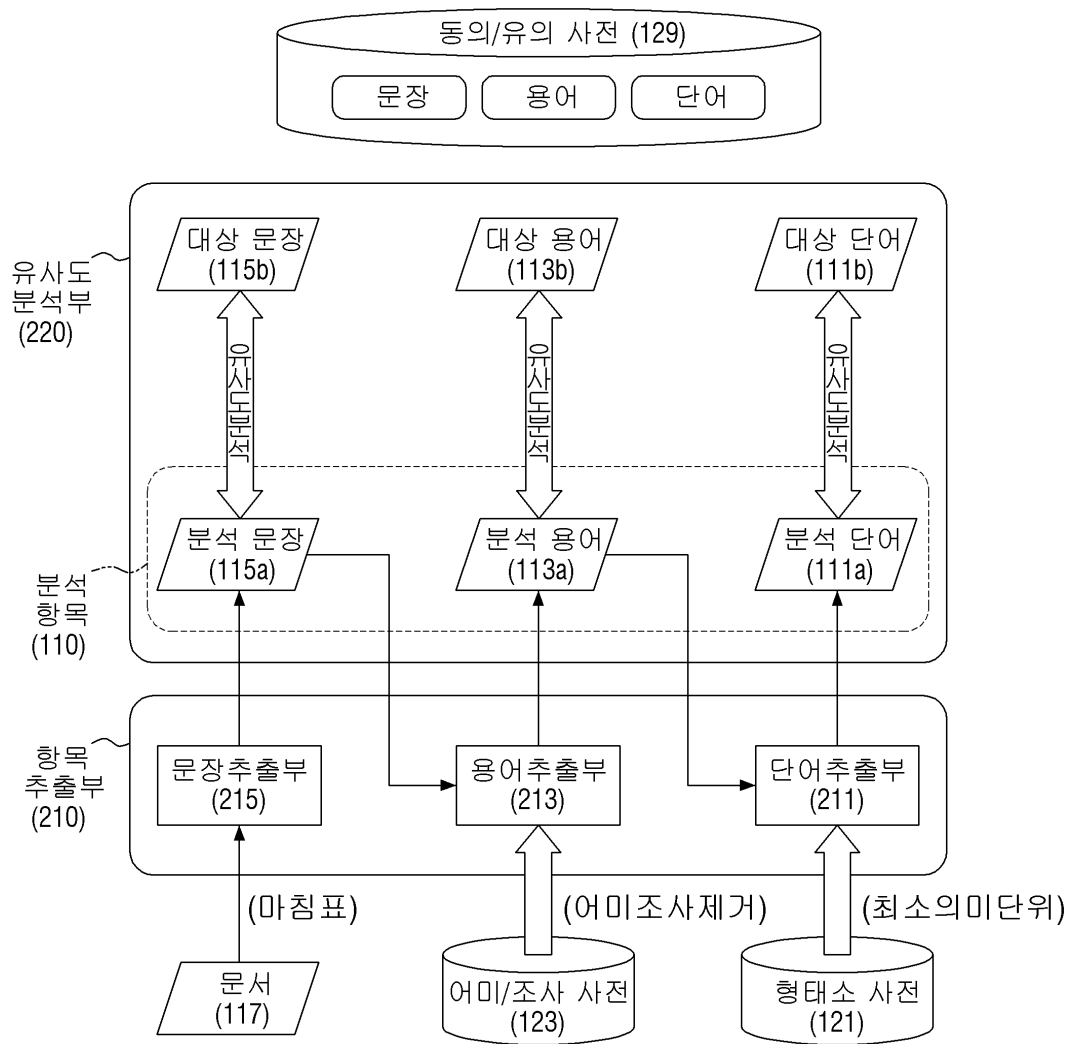 동의/유의 사전 (129)
문장
용어
단어
대상 문장
(115b)
대상 용어
(113b)
대상 단어
(111b)
유사도
분석부
(220)
유사도분석
유사도분석
유사도분석
분석 문장
(115a)
분석 용어
(113a)
분석 단어
(111a)
분석
항목
(110)
항목
추출부
(210)
문장추출부
(215)
용어추출부
(213)
단어추출부
(211)
(마침표)
(어미조사제거)
(최소의미단위)
문서
(117)
어미/조사 사전
(123)
형태소 사전
(121)